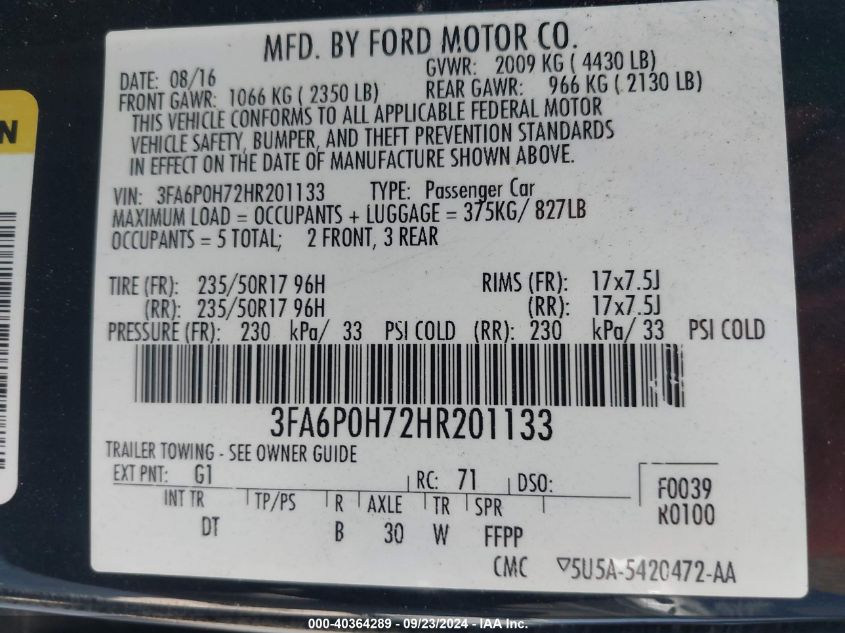 MFD. BY FORD MOTOR CO.
DATE: 08/16 GVWR: 2009 KG ( 4430 LB)
FRONT GAWR: 1066 KG ( 2350 LB) REAR GAWR: 966 KG ( 2130 LB)
THIS VEHICLE CONFORMS TO ALL APPLICABLE FEDERAL MOTOR
VEHICLE SAFETY, BUMPER, AND THEFT PREVENTION STANDARDS
IN EFFECT ON THE DATE OF MANUFACTURE SHOWN ABOVE.
VIN: 3FA6P0H72HR201133 TYPE: Passenger Car
MAXIMUM LOAD = OCCUPANTS + LUGGAGE = 375KG/ 827LB
OCCUPANTS = 5 TOTAL; 2 FRONT, 3 REAR
TIRE (FR): 235/50R17 96H RIMS (FR): 17x7.5J
(RR): 235/50R17 96H (RR): 17x7.5J
PRESSURE (FR): 230 kPa/ 33 PSI COLD (RR): 230 kPa/ 33 PSI COLD
3FA6P0H72HR201133
TRAILER TOWING - SEE OWNER GUIDE
EXT PNT: G1 RC: 71 DSO: F0039
INT TR TP/PS R AXLE TR SPR K0100
DT B 30 W FFPP
CMC 5U5A-5420472-AA
N
000-40364289 - 09/23/2024 - IAA Inc.